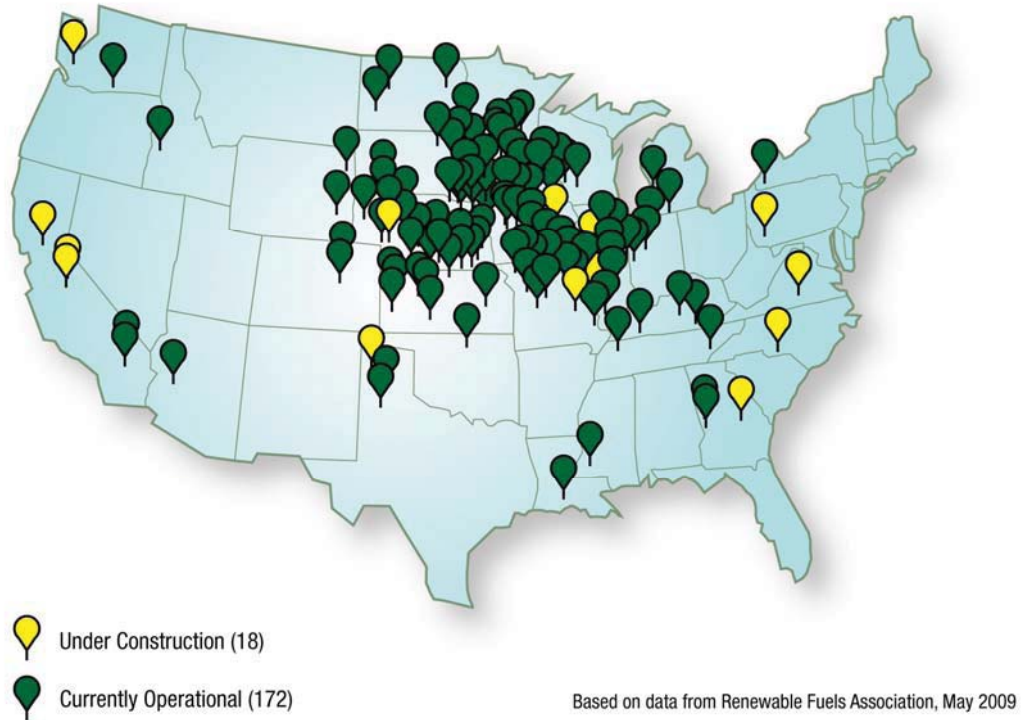 Under Construction (18)
Currently Operational (172)
Based on data from Renewable Fuels Association, May 2009